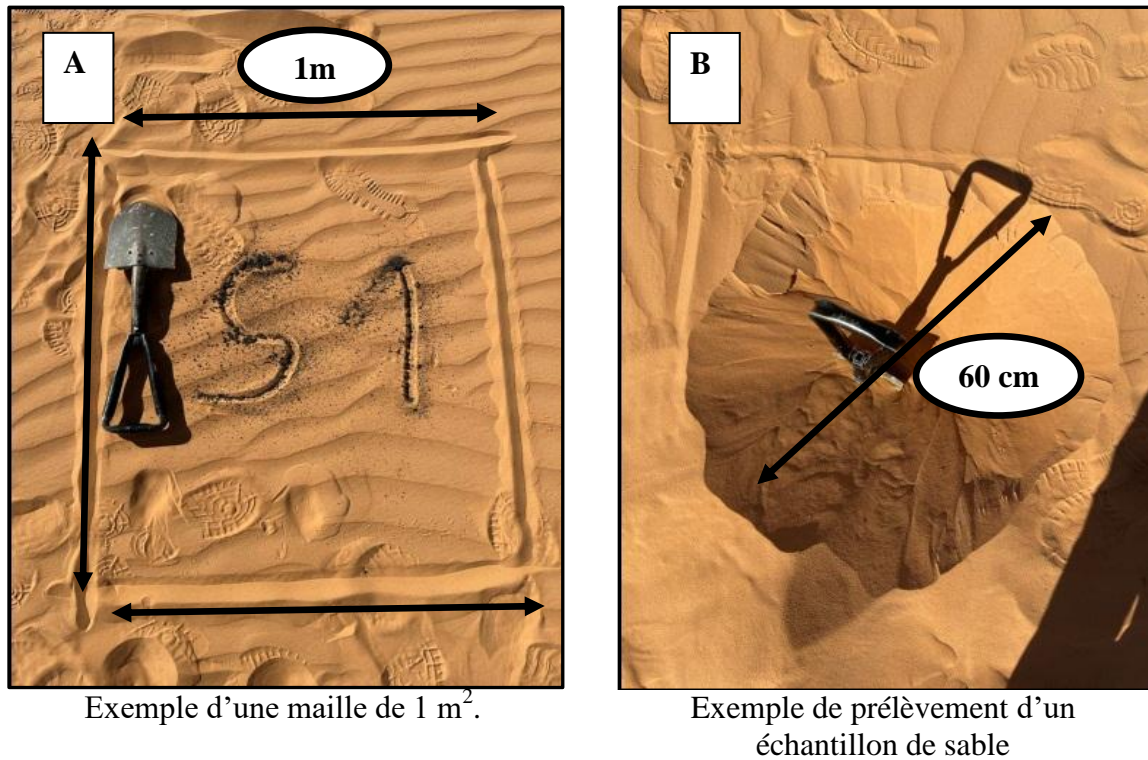 A
1m
S1
Exemple d'une maille de 1 m².
B
60 cm
Exemple de prélèvement d'un
échantillon de sable